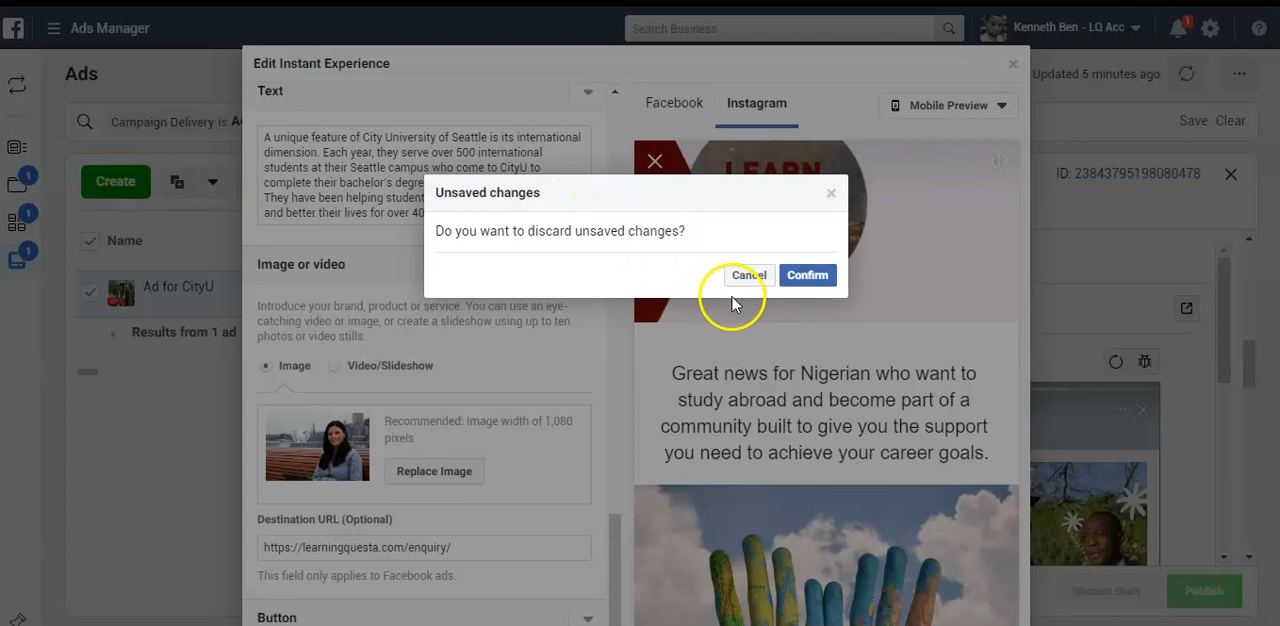 Ads Manager
Search Business
Kenneth Ben - LQ Acc
1
Ads
Updated 5 minutes ago
Campaign Delivery is
Save Clear
Create
ID: 23843795198080478
Name
Ad for CityU
Results from 1 ad
1
1
1
Edit Instant Experience
Text
A unique feature of City University of Seattle is its international
dimension. Each year, they serve over 500 international
students at their Seattle campus who come to CityU to
complete their bachelor's
They have been helping
and better their lives for over
Image or video
Introduce your brand, product or service. You can use an eye-
catching video or image, or create a slideshow using up to ten
photos or video stills.
Image
Video/Slideshow
Recommended: Image width of 1,080
pixels
Replace Image
Destination URL (Optional)
https://learningquesta.com/enquiry/
This field only applies to Facebook ads.
Button
Facebook
Instagram
Mobile Preview
LEARN
Great news for Nigerian who want to
study abroad and become part of a
community built to give you the support
you need to achieve your career goals.
Unsaved changes
Do you want to discard unsaved changes?
Cancel
Confirm
Discard Draft
Publish